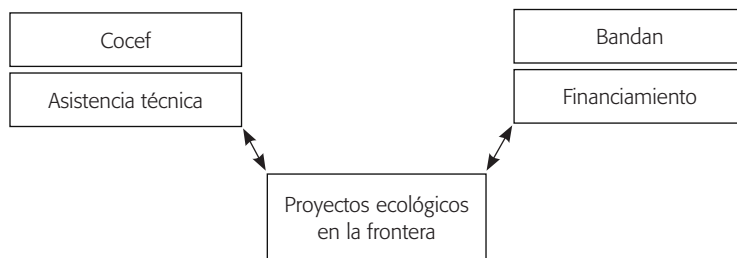 Cocef
Asistencia técnica
Bandan
Financiamiento
Proyectos ecológicos
en la frontera